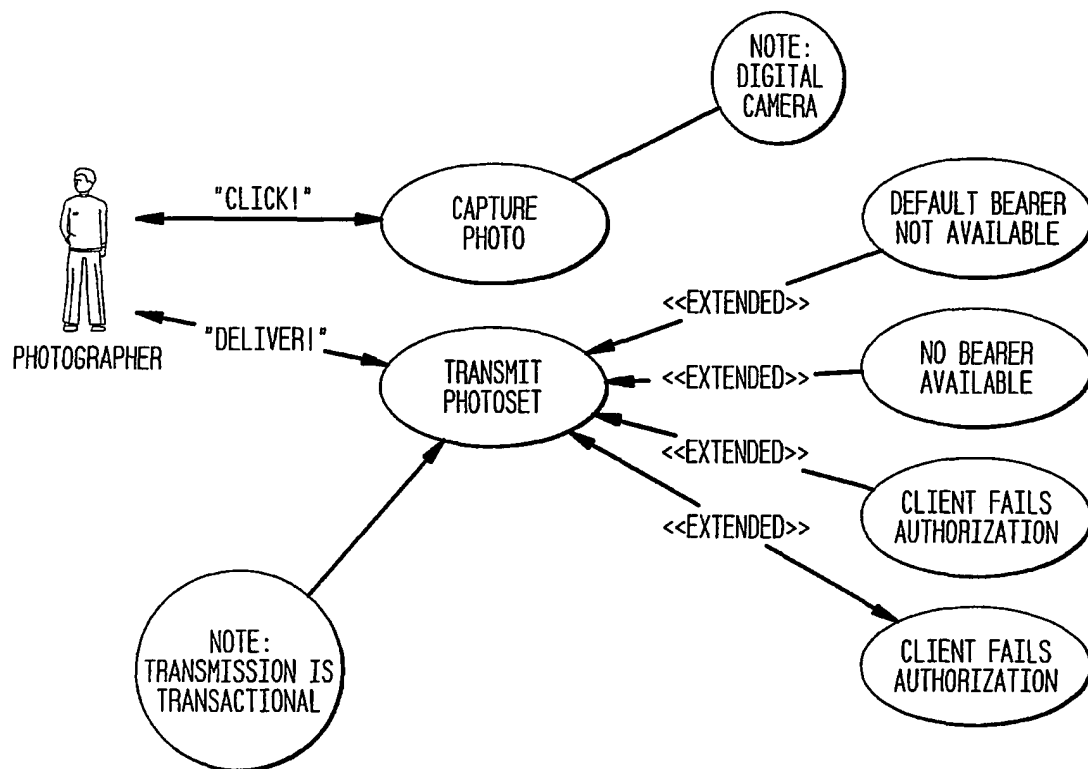 NOTE:
DIGITAL
CAMERA
"CLICK!"
CAPTURE
PHOTO
DEFAULT BEARER
NOT AVAILABLE
<<EXTENDED>>
PHOTOGRAPHER
"DELIVER!"
TRANSMIT
PHOTOSET
<<EXTENDED>>
NO BEARER
AVAILABLE
<<EXTENDED>>
CLIENT FAILS
AUTHORIZATION
<<EXTENDED>>
NOTE:
TRANSMISSION IS
TRANSACTIONAL
CLIENT FAILS
AUTHORIZATION